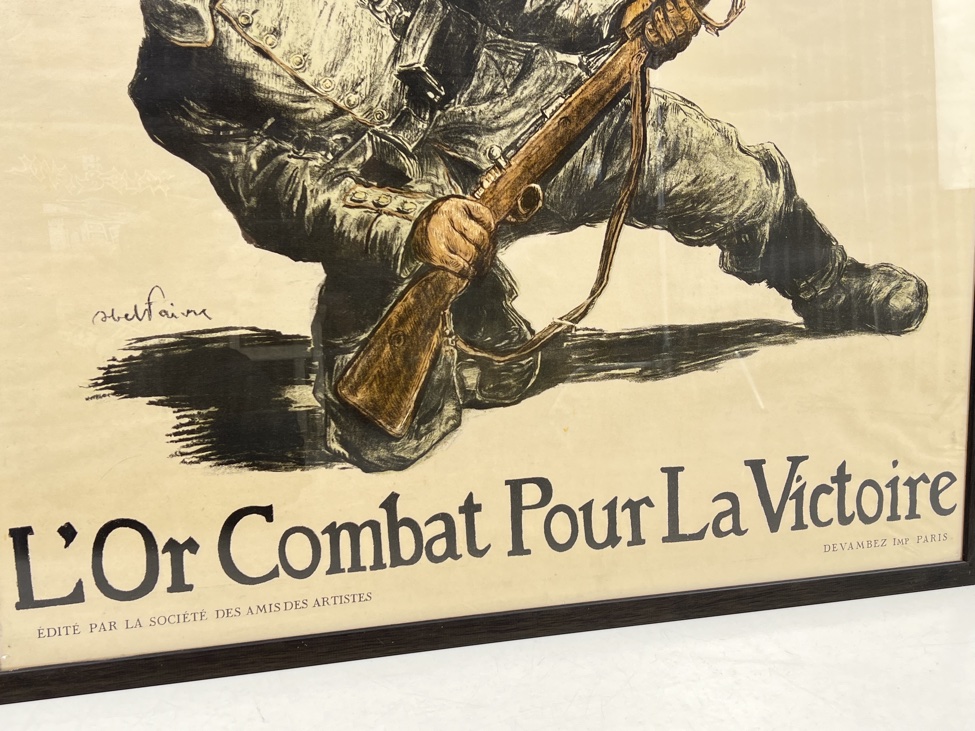 abel faivre
L'Or Combat Pour La Victoire
DEVAMBEZ IMP. PARIS
ÉDITÉ PAR LA SOCIÉTÉ DES AMIS DES ARTISTES